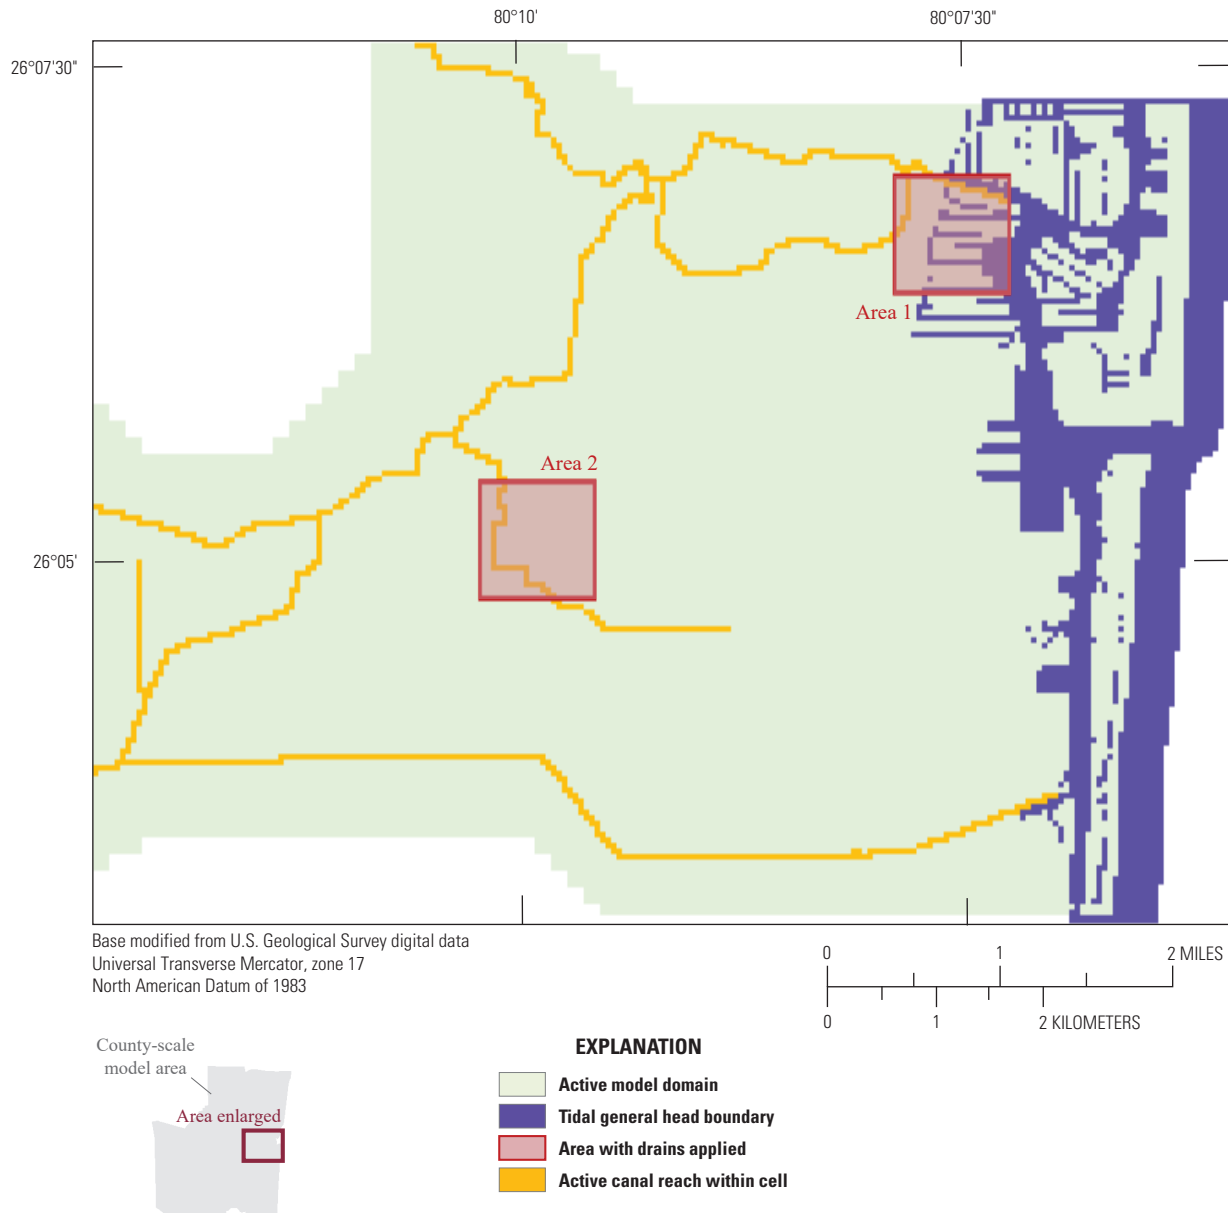 80°10'
80°07'30"
26°07'30"
Area 1
Area 2
26°05'
Base modified from U.S. Geological Survey digital data
Universal Transverse Mercator, zone 17
North American Datum of 1983
0 1 2 MILES
0 1 2 KILOMETERS
County-scale
model area
Area enlarged
EXPLANATION
Active model domain
Tidal general head boundary
Area with drains applied
Active canal reach within cell